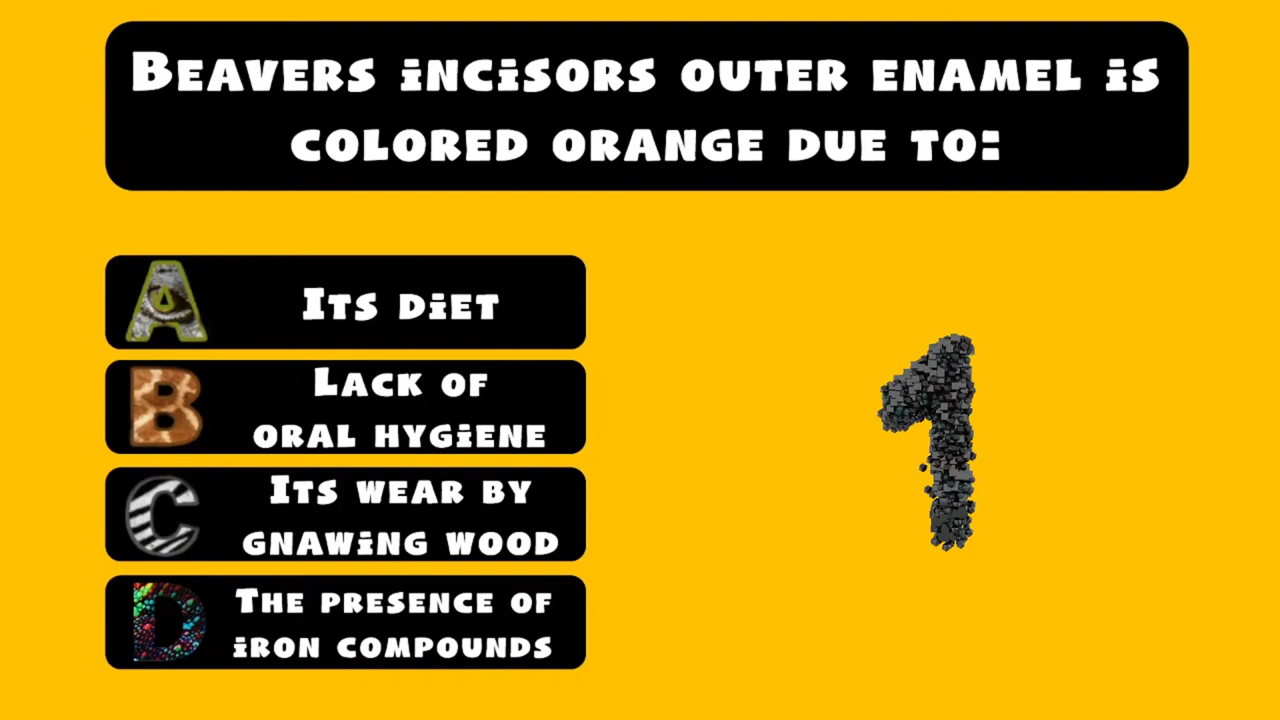 Beavers incisors outer enamel is
colored orange due to:
A Its diet
B Lack of
oral hygiene
C Its wear by
gnawing wood
D The presence of
iron compounds
1